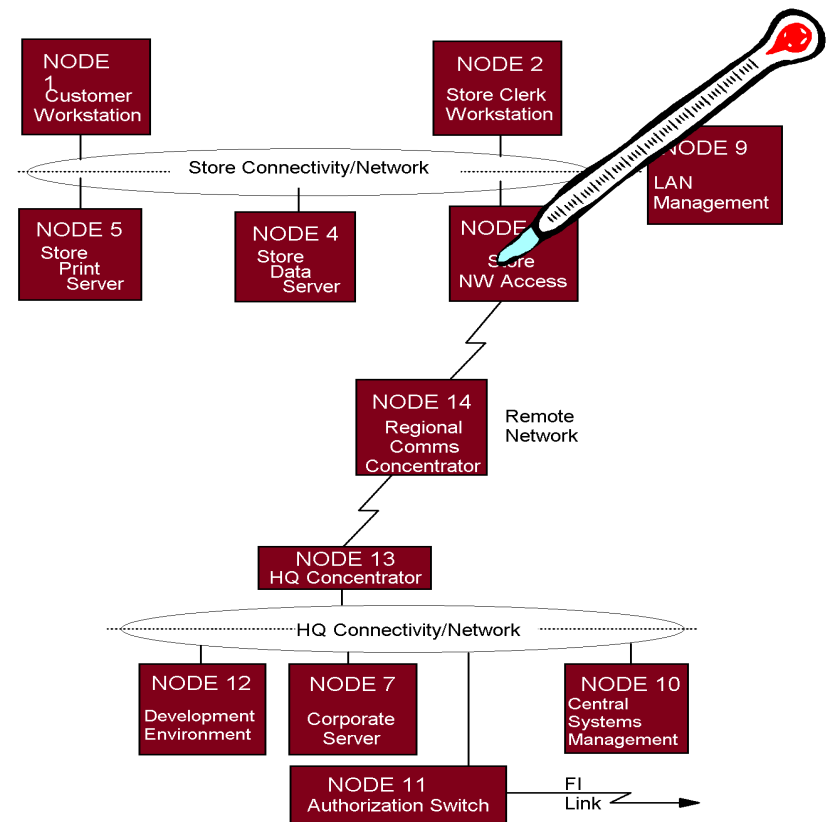 NODE
1
Customer
Workstation
NODE 2
Store Clerk
Workstation
NODE 9
LAN
Management
Store Connectivity/Network
NODE 5
Store
Print
Server
NODE 4
Store
Data
Server
NODE
Store
NW Access
NODE 14
Regional
Comms
Concentrator
Remote
Network
NODE 13
HQ Concentrator
HQ Connectivity/Network
NODE 12
Development
Environment
NODE 7
Corporate
Server
NODE 10
Central
Systems
Management
NODE 11
Authorization Switch
FI
Link